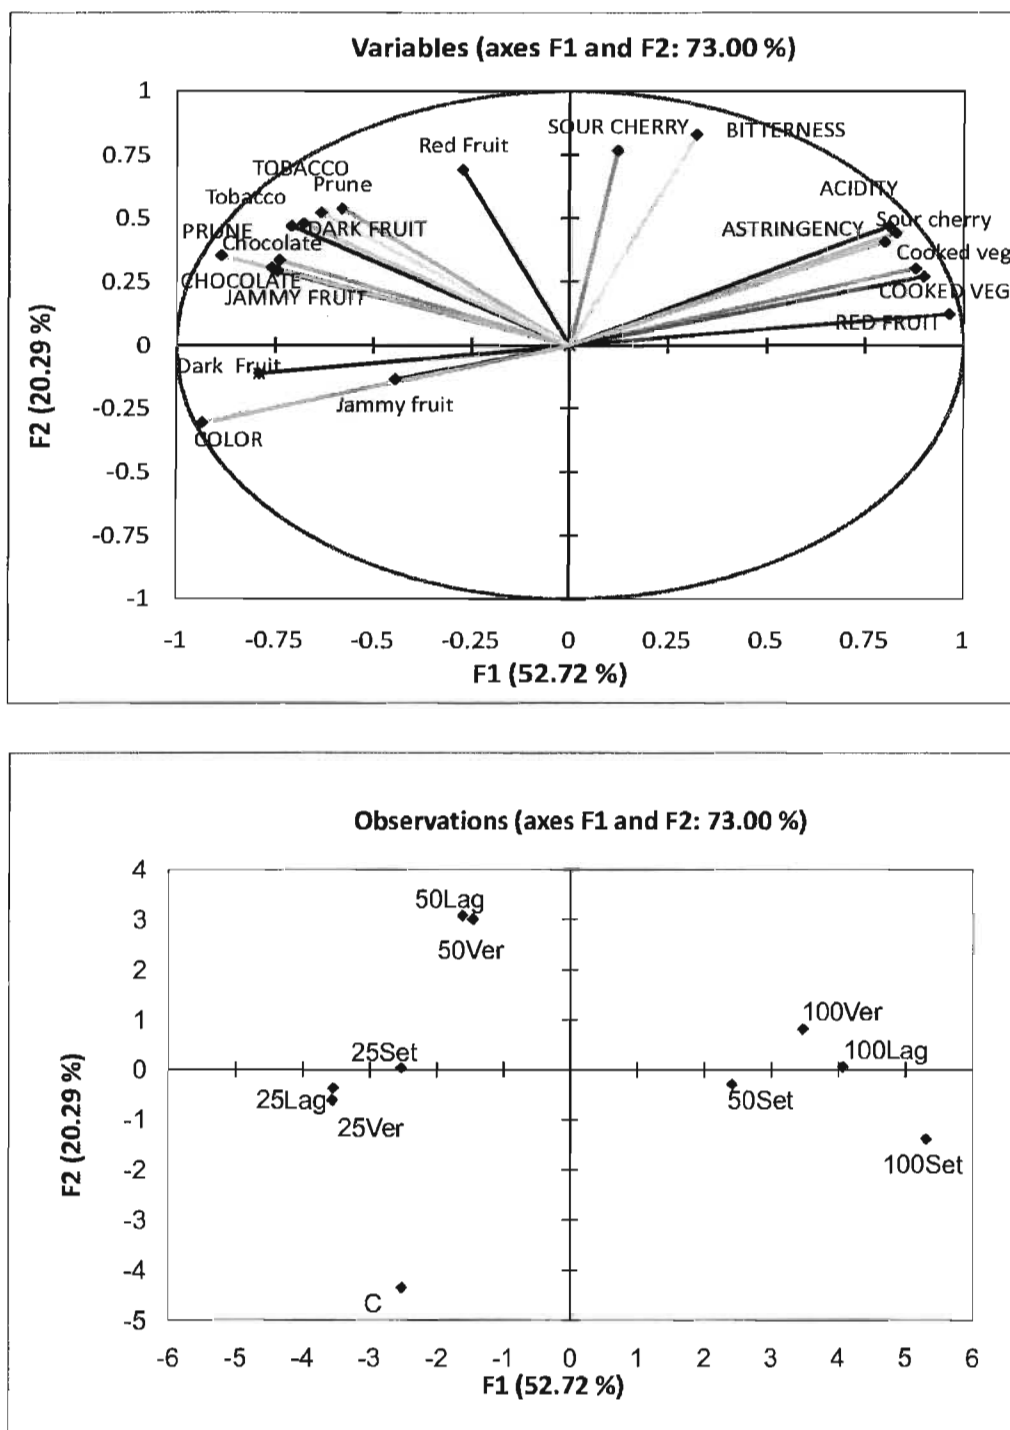 Variables (axes F1 and F2: 73.00 %)
1
SOUR CHERRY
BITTERNESS
Red Fruit
0.75
TOBACCO
Prune
Tobacco
ACIDITY
0.5
PRUNE
DARK FRUIT
ASTRINGENCY
Sour cherry
Chocolate
Cooked veg
0.25
CHOCOLATE
JAMMY FRUIT
COOKED VEG
RED FRUIT
0
Dark Fruit
Jammy fruit
-0.25
COLOR
-0.5
-0.75
-1
F2 (20.29 %)
-1 -0.75 -0.5 -0.25 0 0.25 0.5 0.75 1
F1 (52.72 %)
Observations (axes F1 and F2: 73.00 %)
4
50Lag
3
50Ver
2
1
100Ver
25Set
100Lag
0
25Lag
50Set
-1
25Ver
100Set
-2
-3
-4
C
-5
F2 (20.29 %)
-6 -5 -4 -3 -2 -1 0 1 2 3 4 5 6
F1 (52.72 %)